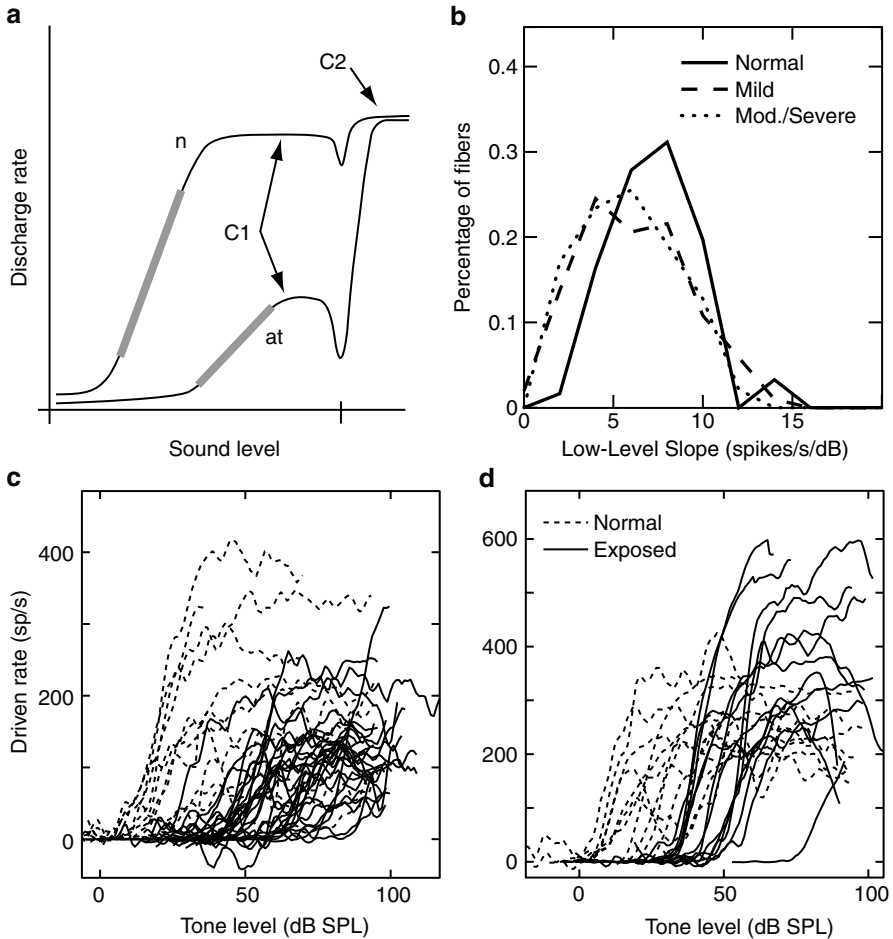 a
C2
n
C1
at
Discharge rate
Sound level
b
0.4
0.3
0.2
0.1
0
Percentage of fibers
Normal
Mild
Mod./Severe
0
5
10
15
Low-Level Slope (spikes/s/dB)
c
400
200
0
Driven rate (sp/s)
0
50
100
Tone level (dB SPL)
d
Normal
Exposed
600
400
200
0
0
50
100
Tone level (dB SPL)